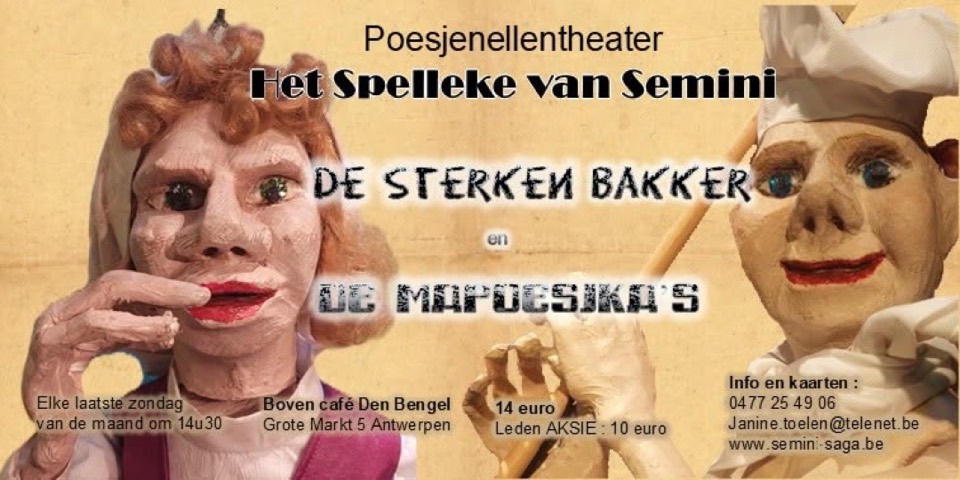 Poesjenellentheater
Het Spelleke van Semini
DE STERKEN BAKKER
en
DE MAPOESJKA'S
Elke laatste zondag
van de maand om 14u30
Boven café Den Bengel
Grote Markt 5 Antwerpen
14 euro
Leden AKSIE : 10 euro
Info en kaarten :
0477 25 49 06
Janine.toelen@telenet.be
www.semini-saga.be